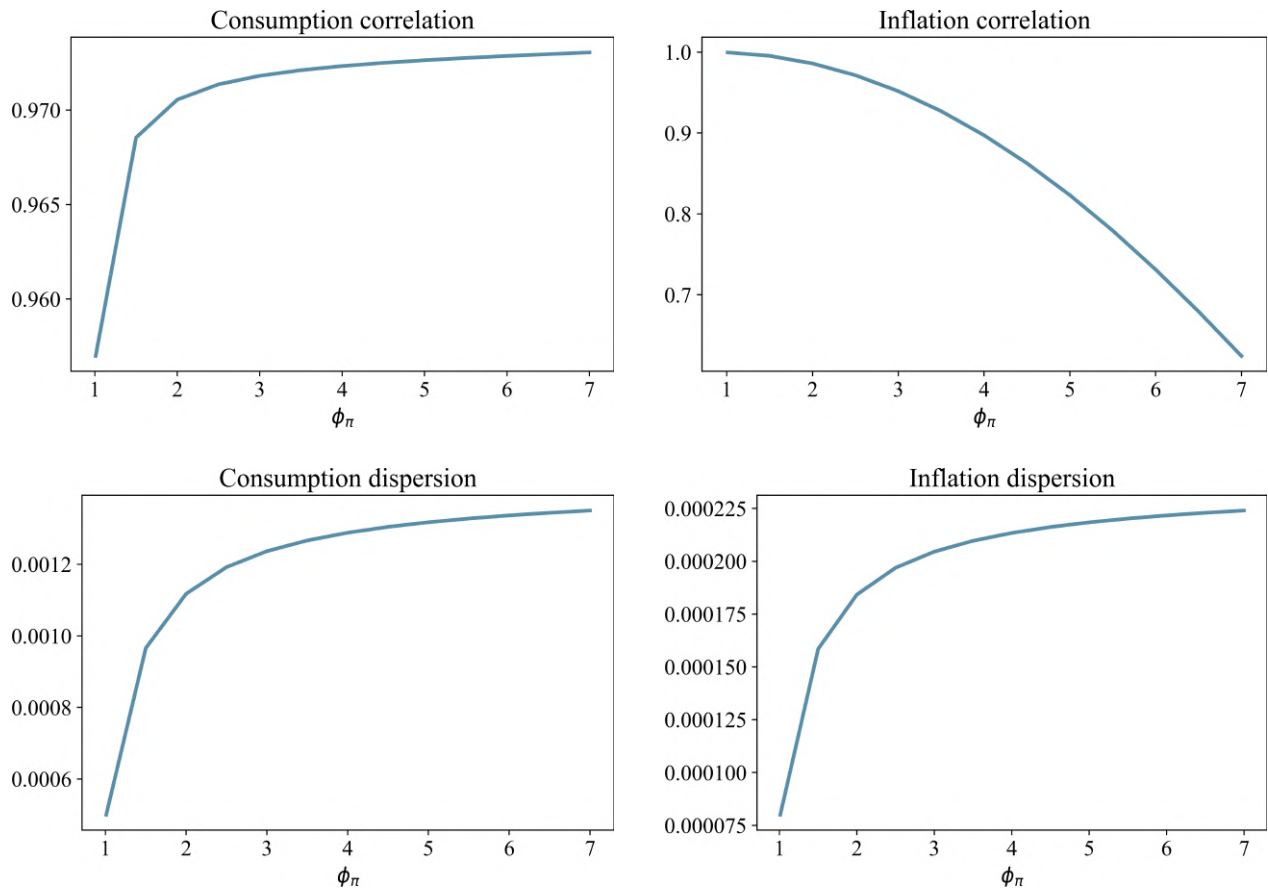 Consumption correlation
0.970
0.965
0.960
1 2 3 4 5 6 7
ϕπ
Inflation correlation
1.0
0.9
0.8
0.7
1 2 3 4 5 6 7
ϕπ
Consumption dispersion
0.0012
0.0010
0.0008
0.0006
1 2 3 4 5 6 7
ϕπ
Inflation dispersion
0.000225
0.000200
0.000175
0.000150
0.000125
0.000100
0.000075
1 2 3 4 5 6 7
ϕπ